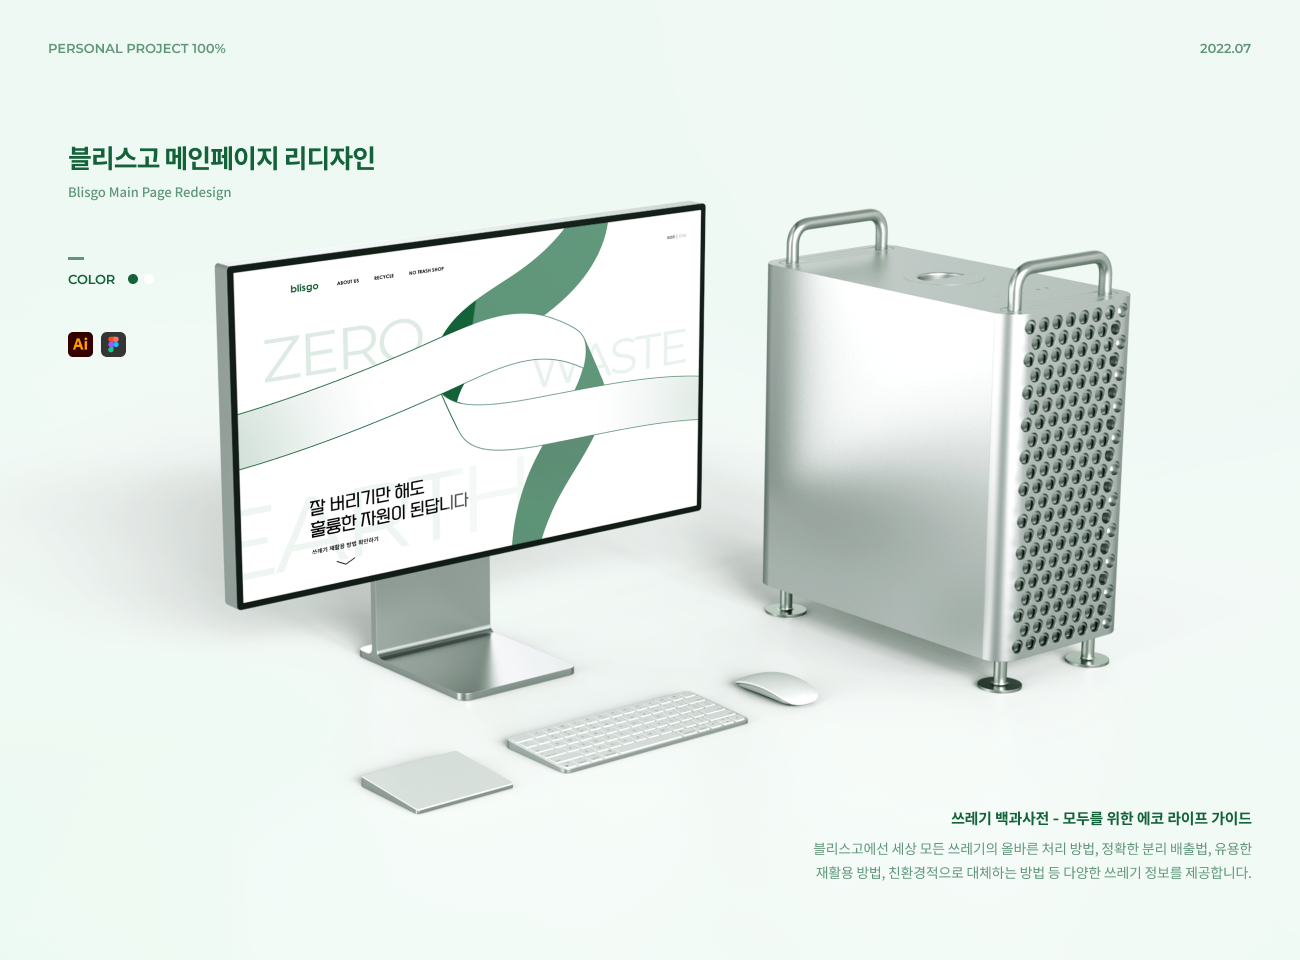 PERSONAL PROJECT 100%
2022.07
블리스고 메인페이지 리디자인
Blisgo Main Page Redesign
COLOR
Ai
blisgo
ABOUT US
RECYCLE
NO TRASH SHOP
ZERO
WASTE
EARTH
잘 버리기만 해도
훌륭한 자원이 된답니다
쓰레기 재활용 방법 확인하기
쓰레기 백과사전 - 모두를 위한 에코 라이프 가이드
블리스고에선 세상 모든 쓰레기의 올바른 처리 방법, 정확한 분리 배출법, 유용한
재활용 방법, 친환경적으로 대체하는 방법 등 다양한 쓰레기 정보를 제공합니다.